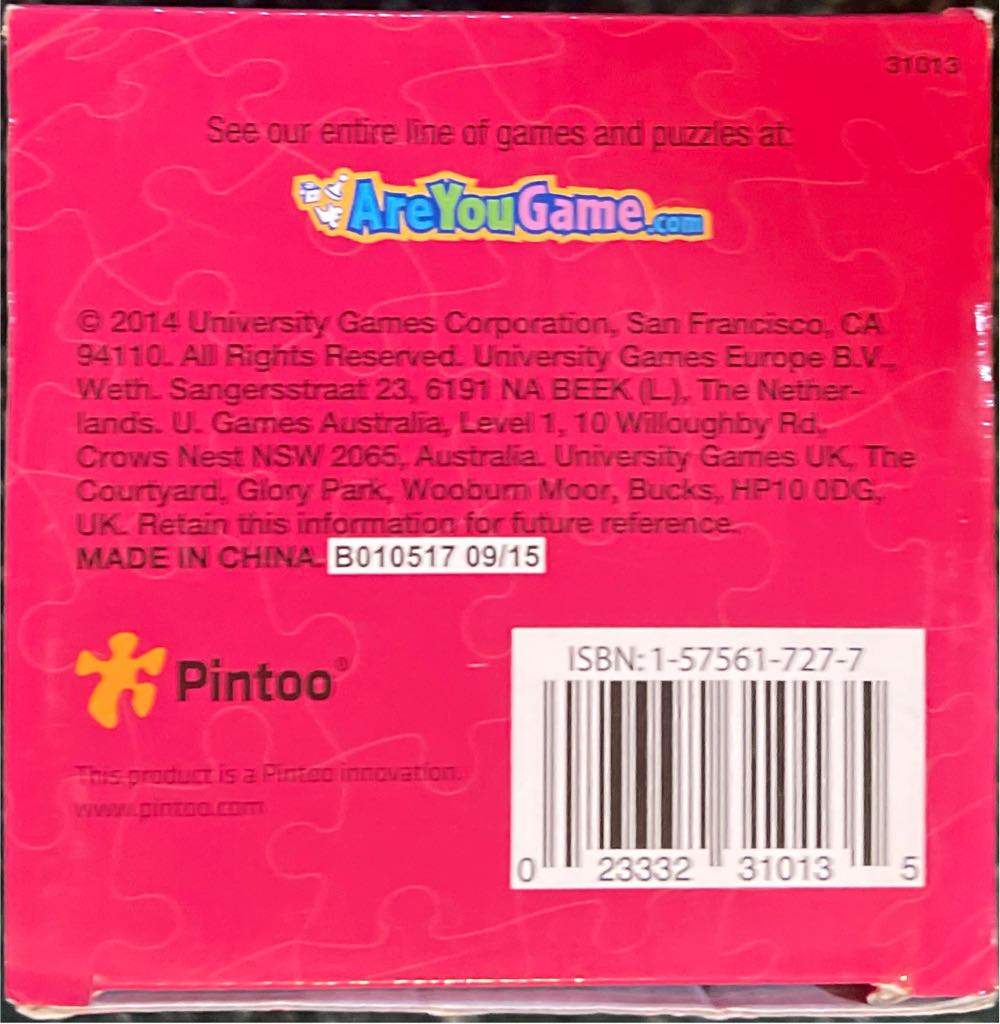 31013
See our entire line of games and puzzles at:
AreYouGame.com
© 2014 University Games Corporation, San Francisco, CA
94110. All Rights Reserved. University Games Europe B.V.,
Weth. Sangersstraat 23, 6191 NA BEEK (L.), The Nether-
lands. U. Games Australia, Level 1, 10 Willoughby Rd,
Crows Nest NSW 2065, Australia. University Games UK, The
Courtyard, Glory Park, Wooburn Moor, Bucks, HP10 0DG,
UK. Retain this information for future reference.
MADE IN CHINA. B010517 09/15
Pintoo®
This product is a Pintoo innovation.
www.pintoo.com
ISBN: 1-57561-727-7
0 23332 31013 5